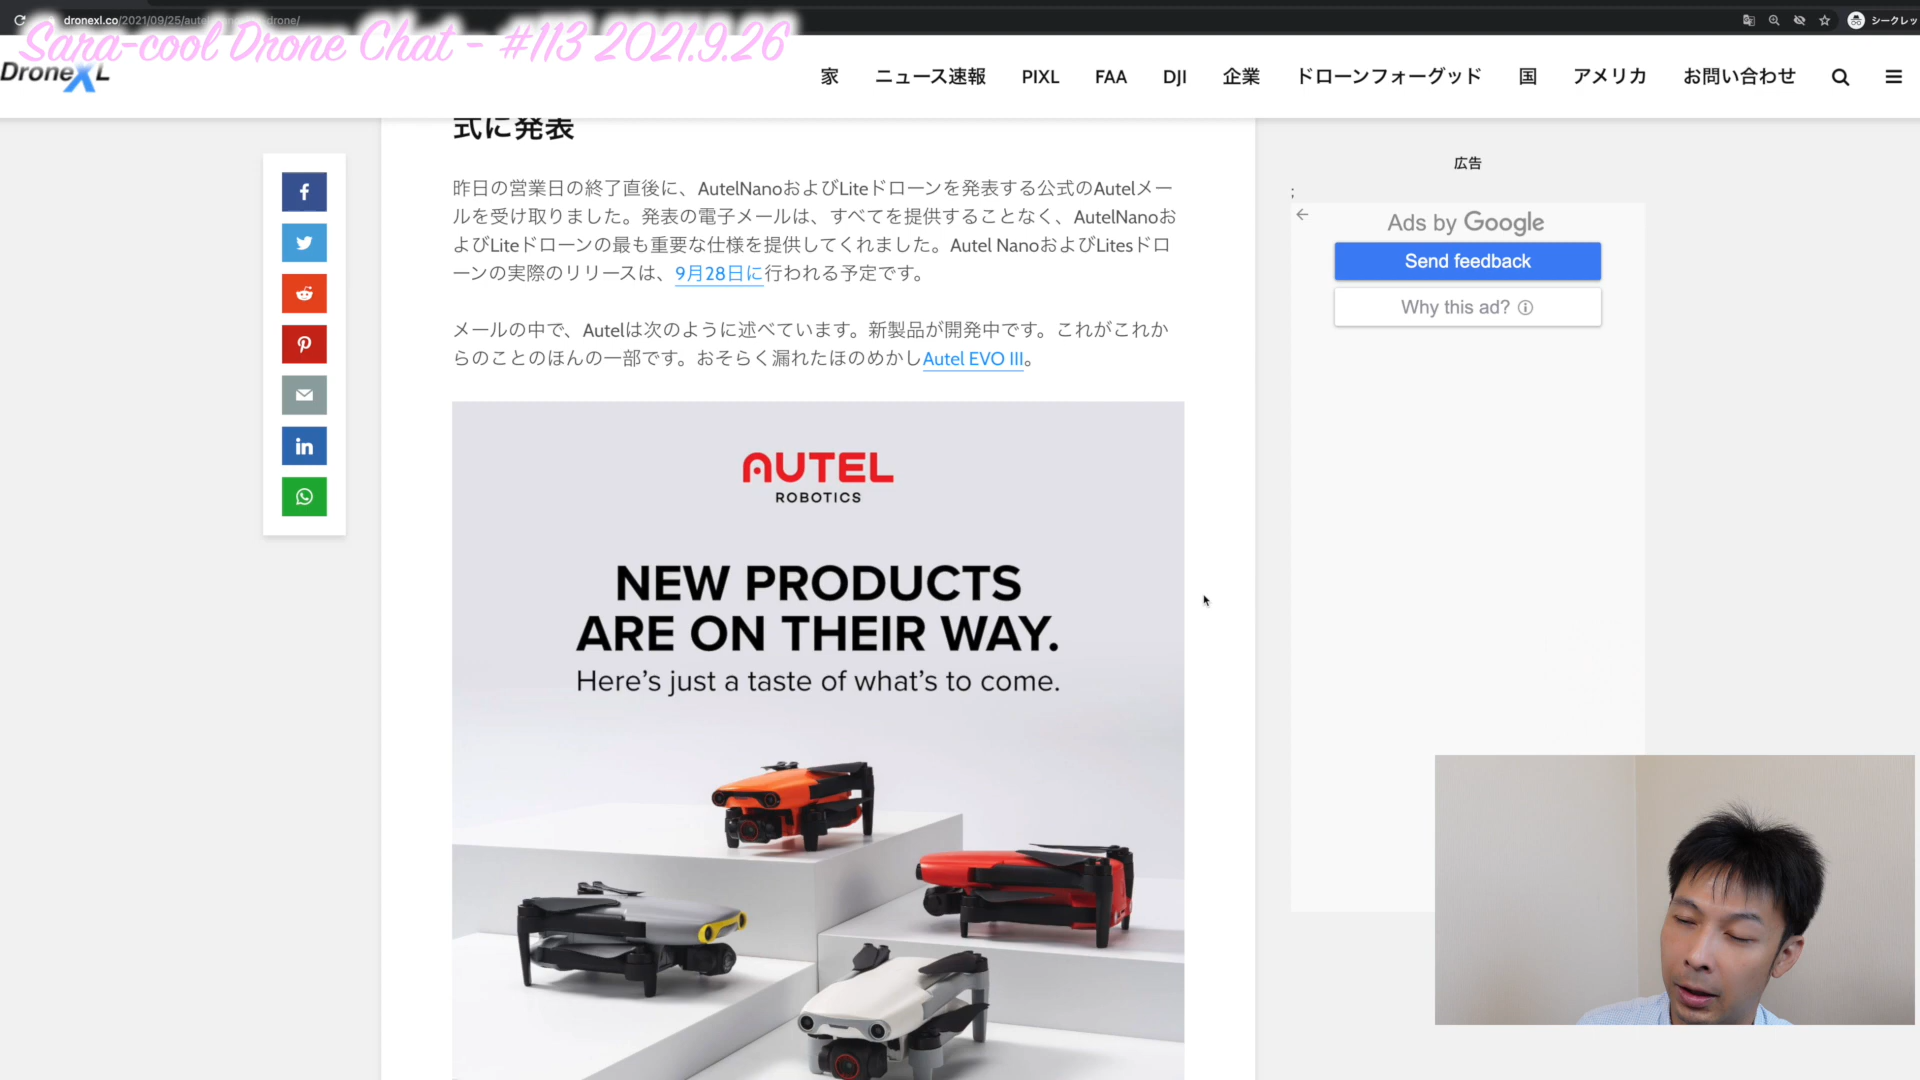 dronexl.co/2021/09/25/autel
drone/
シークレッ
Sara-cool Drone Chat - #113 2021.9.26
DroneXL
家
ニュース速報
PIXL
FAA
DJI
企業
ドローンフォーグッド
国
アメリカ
お問い合わせ
式に発表
昨日の営業日の終了直後に、AutelNanoおよびLiteドローンを発表する公式のAutelメー
ルを受け取りました。発表の電子メールは、すべてを提供することなく、AutelNanoお
よびLiteドローンの最も重要な仕様を提供してくれました。Autel NanoおよびLitesドロ
ーンの実際のリリースは、9月28日に行われる予定です。
メールの中で、Autelは次のように述べています。新製品が開発中です。これがこれか
らのことのほんの一部です。おそらく漏れたほのめかしAutel EVO III。
AUTEL
ROBOTICS
NEW PRODUCTS
ARE ON THEIR WAY.
Here's just a taste of what's to come.
広告
;
Ads by Google
Send feedback
Why this ad?